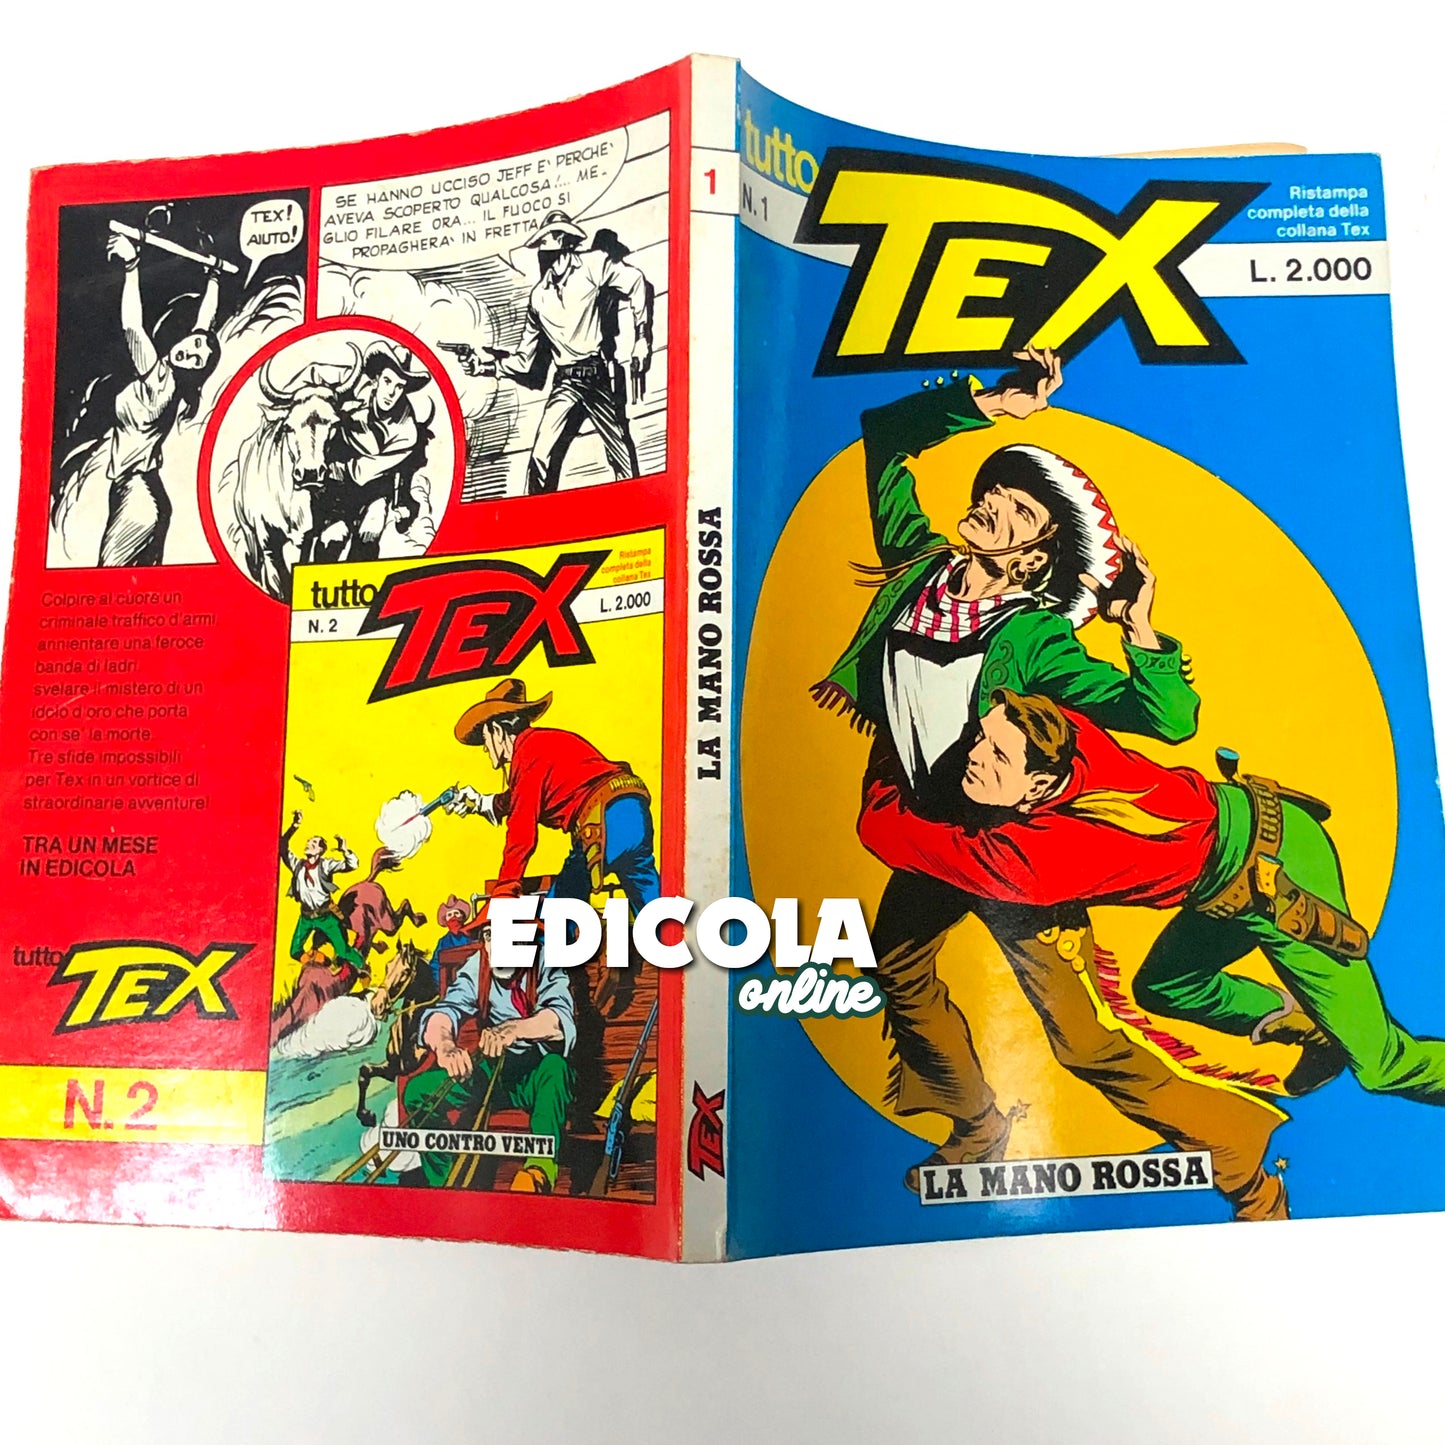 TEX!
AIUTO!
SE HANNO UCCISO JEFF E' PERCHE'
AVEVA SCOPERTO QUALCOSA!... ME-
GLIO FILARE ORA... IL FUOCO SI
PROPAGHERA' IN FRETTA
Colpire al cuore un
criminale traffico d'armi,
annientare una feroce
banda di ladri,
svelare il mistero di un
idolo d'oro che porta
con se' la morte.
Tre sfide impossibili
per Tex in un vortice di
straordinarie avventure!
TRA UN MESE
IN EDICOLA
tutto
TEX
N.2
tutto
TEX
N. 2
Ristampa
completa della
collana Tex
L. 2.000
UNO CONTRO VENTI
1
LA MANO ROSSA
TEX
tutto
TEX
N. 1
Ristampa
completa della
collana Tex
L. 2.000
LA MANO ROSSA
EDICOLA
online